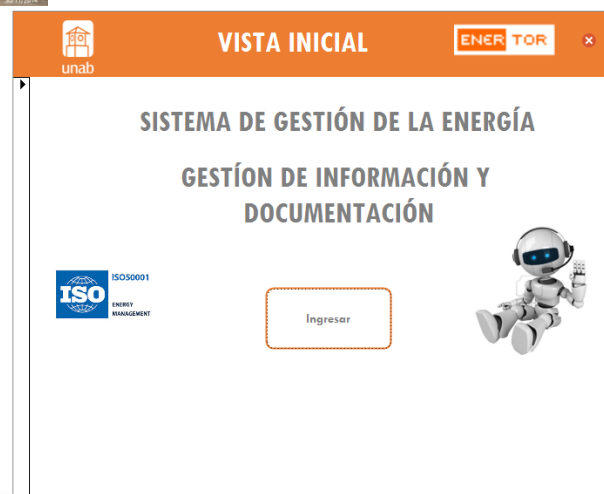 unab
VISTA INICIAL
ENER TOR
SISTEMA DE GESTIÓN DE LA ENERGÍA
GESTÍON DE INFORMACIÓN Y
DOCUMENTACIÓN
ISO
ISO50001
ENERGY
MANAGEMENT
Ingresar